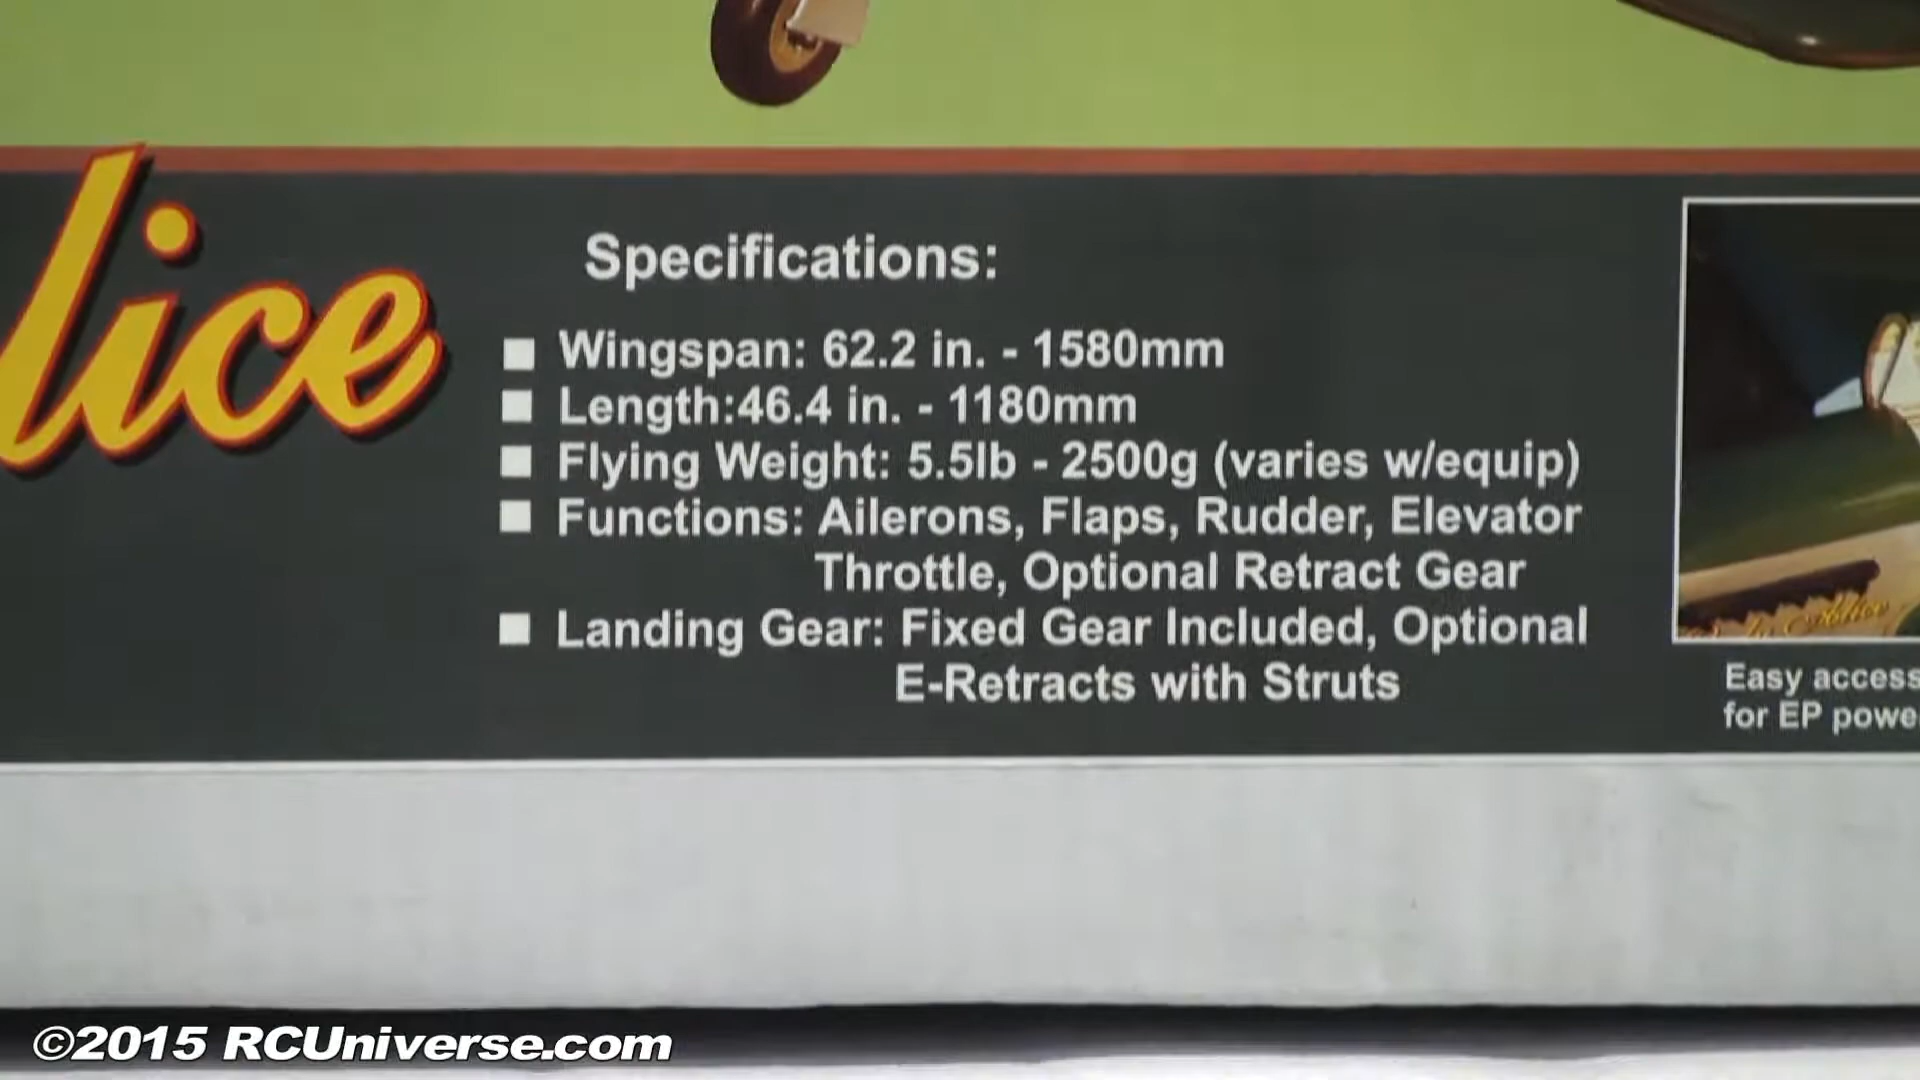 lice
Specifications:
■ Wingspan: 62.2 in. - 1580mm
■ Length:46.4 in. - 1180mm
■ Flying Weight: 5.5lb - 2500g (varies w/equip)
■ Functions: Ailerons, Flaps, Rudder, Elevator
Throttle, Optional Retract Gear
■ Landing Gear: Fixed Gear Included, Optional
E-Retracts with Struts
Easy access
for EP powe
©2015 RCUniverse.com